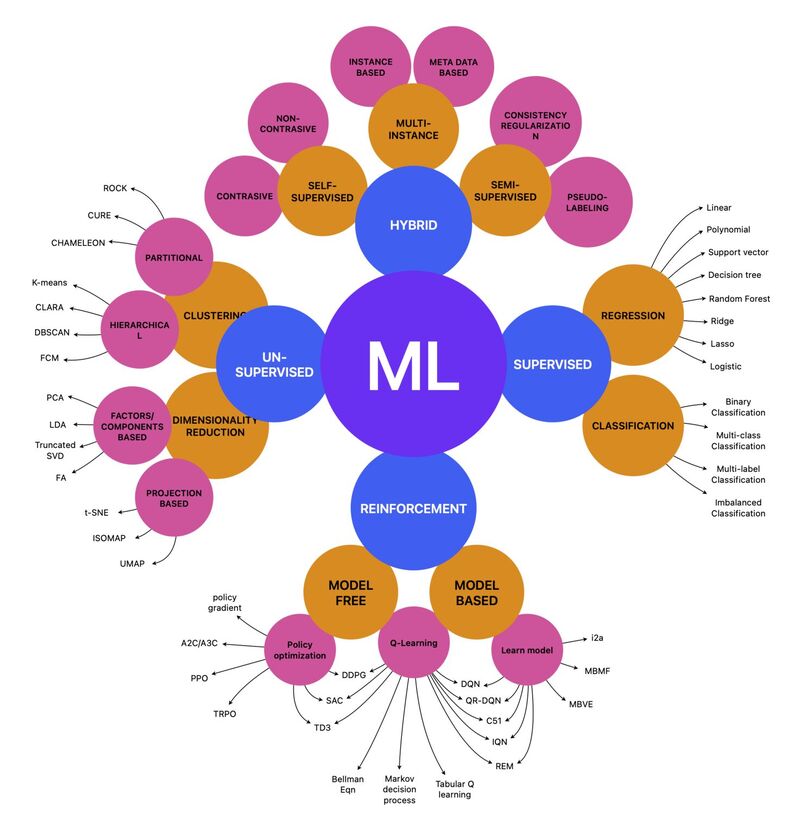 INSTANCE
BASED
META DATA
BASED
MULTI-
INSTANCE
NON-
CONTRASIVE
CONSISTENCY
REGULARIZATIO
N
SELF-
SUPERVISED
SEMI-
SUPERVISED
CONTRASIVE
PSEUDO-
LABELING
HYBRID
ROCK
CURE
CHAMELEON
PARTITIONAL
K-means
CLARA
DBSCAN
FCM
HIERARCHICA
L
CLUSTERING
UN-
SUPERVISED
ML
SUPERVISED
REGRESSION
Linear
Polynomial
Support vector
Decision tree
Random Forest
Ridge
Lasso
Logistic
CLASSIFICATION
Binary
Classification
Multi-class
Classification
Multi-label
Classification
Imbalanced
Classification
PCA
LDA
Truncated
SVD
FA
FACTORS/
COMPONENTS
BASED
DIMENSIONALITY
REDUCTION
PROJECTION
BASED
t-SNE
ISOMAP
UMAP
REINFORCEMENT
MODEL
FREE
MODEL
BASED
policy
gradient
A2C/A3C
PPO
TRPO
Policy
optimization
Q-Learning
Learn model
i2a
MBMF
MBVE
DDPG
SAC
TD3
DQN
QR-DQN
C51
IQN
REM
Bellman
Eqn
Markov
decision
process
Tabular Q
learning